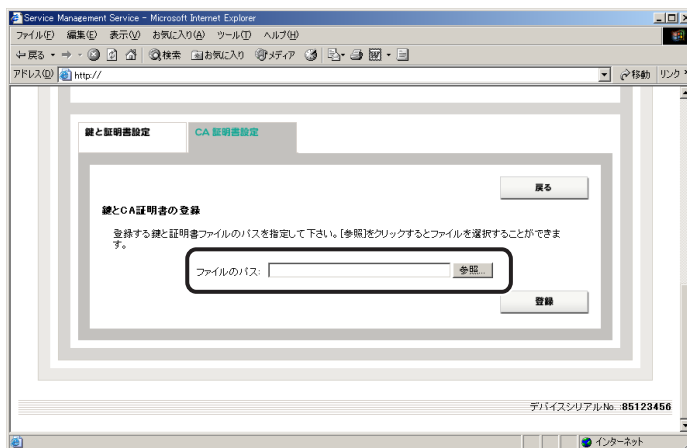 Service Management Service - Microsoft Internet Explorer
ファイル(F) 編集(E) 表示(V) お気に入り(A) ツール(T) ヘルプ(H)
戻る 検索 お気に入り メディア
アドレス(D) http:// 移動 リンク
鍵と証明書設定 CA 証明書設定
戻る
鍵とCA証明書の登録
登録する鍵と証明書ファイルのパスを指定して下さい。[参照]をクリックするとファイルを選択することができま
す。
ファイルのパス: 参照...
登録
デバイスシリアルNo. :85123456
インターネット